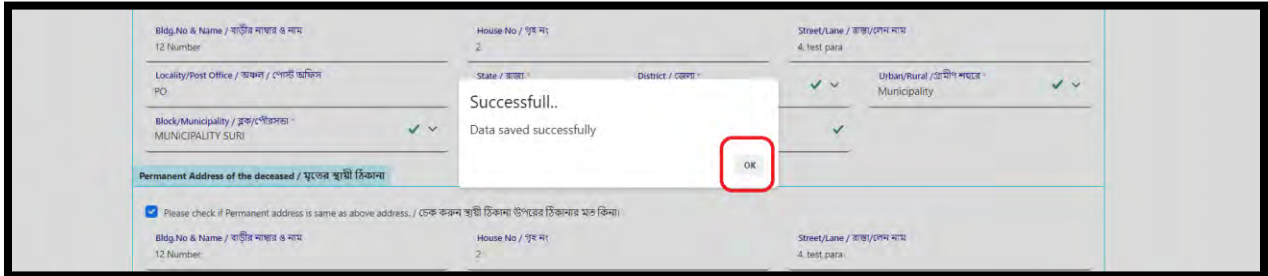 Bldg.No & Name / বাড়ীর নাম্বার ও নাম House No / গৃহ নং Street/Lane / রাস্তা/লেন নাম
12 Number 2 4, test para
Locality/Post Office / অঞ্চল / পোস্ট অফিস State / রাজ্য * District / জেলা * Urban/Rural /গ্রামীণ শহরে *
PO Municipality
Successfull..
Block/Municipality / ব্লক/পৌরসভা * Data saved successfully
MUNICIPALITY SURI
OK
Permanent Address of the deceased / মৃতের স্থায়ী ঠিকানা
Please check if Permanent address is same as above address. / চেক করুন স্থায়ী ঠিকানা উপরের ঠিকানার মত কিনা।
Bldg.No & Name / বাড়ীর নাম্বার ও নাম House No / গৃহ নং Street/Lane / রাস্তা/লেন নাম
12 Number 2 4, test para